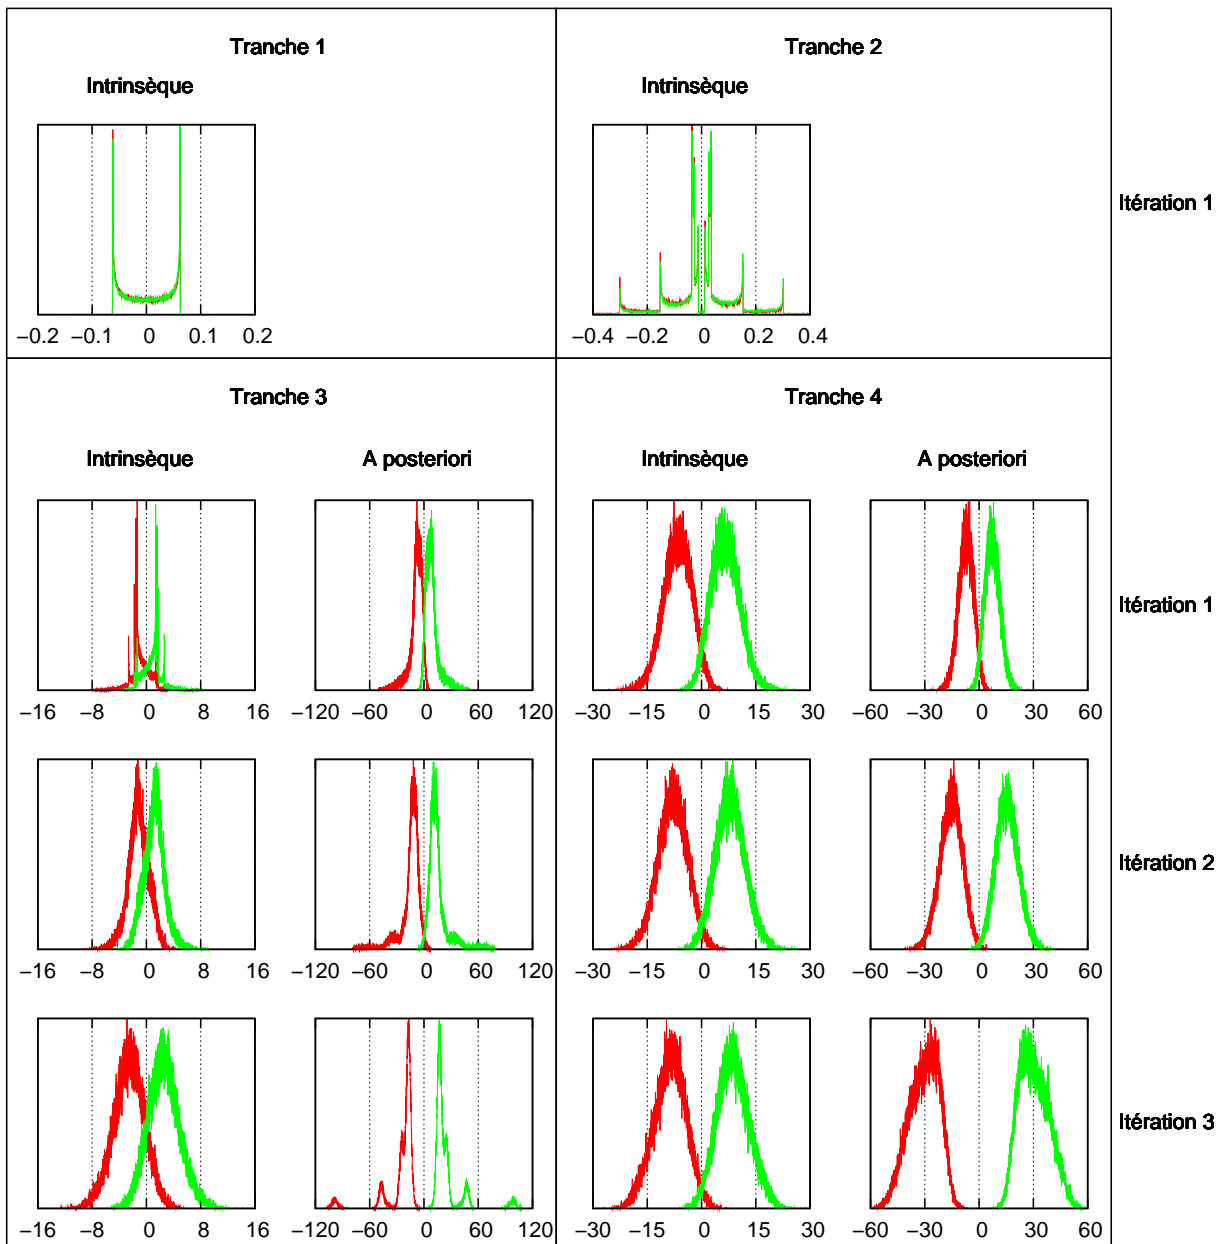 Tranche 1
Tranche 2
Intrinsèque
Intrinsèque
Itération 1
−0.2 −0.1 0 0.1 0.2
−0.4 −0.2 0 0.2 0.4
Tranche 3
Tranche 4
Intrinsèque
A posteriori
Intrinsèque
A posteriori
Itération 1
−16 −8 0 8 16
−120 −60 0 60 120
−30 −15 0 15 30
−60 −30 0 30 60
Itération 2
−16 −8 0 8 16
−120 −60 0 60 120
−30 −15 0 15 30
−60 −30 0 30 60
Itération 3
−16 −8 0 8 16
−120 −60 0 60 120
−30 −15 0 15 30
−60 −30 0 30 60